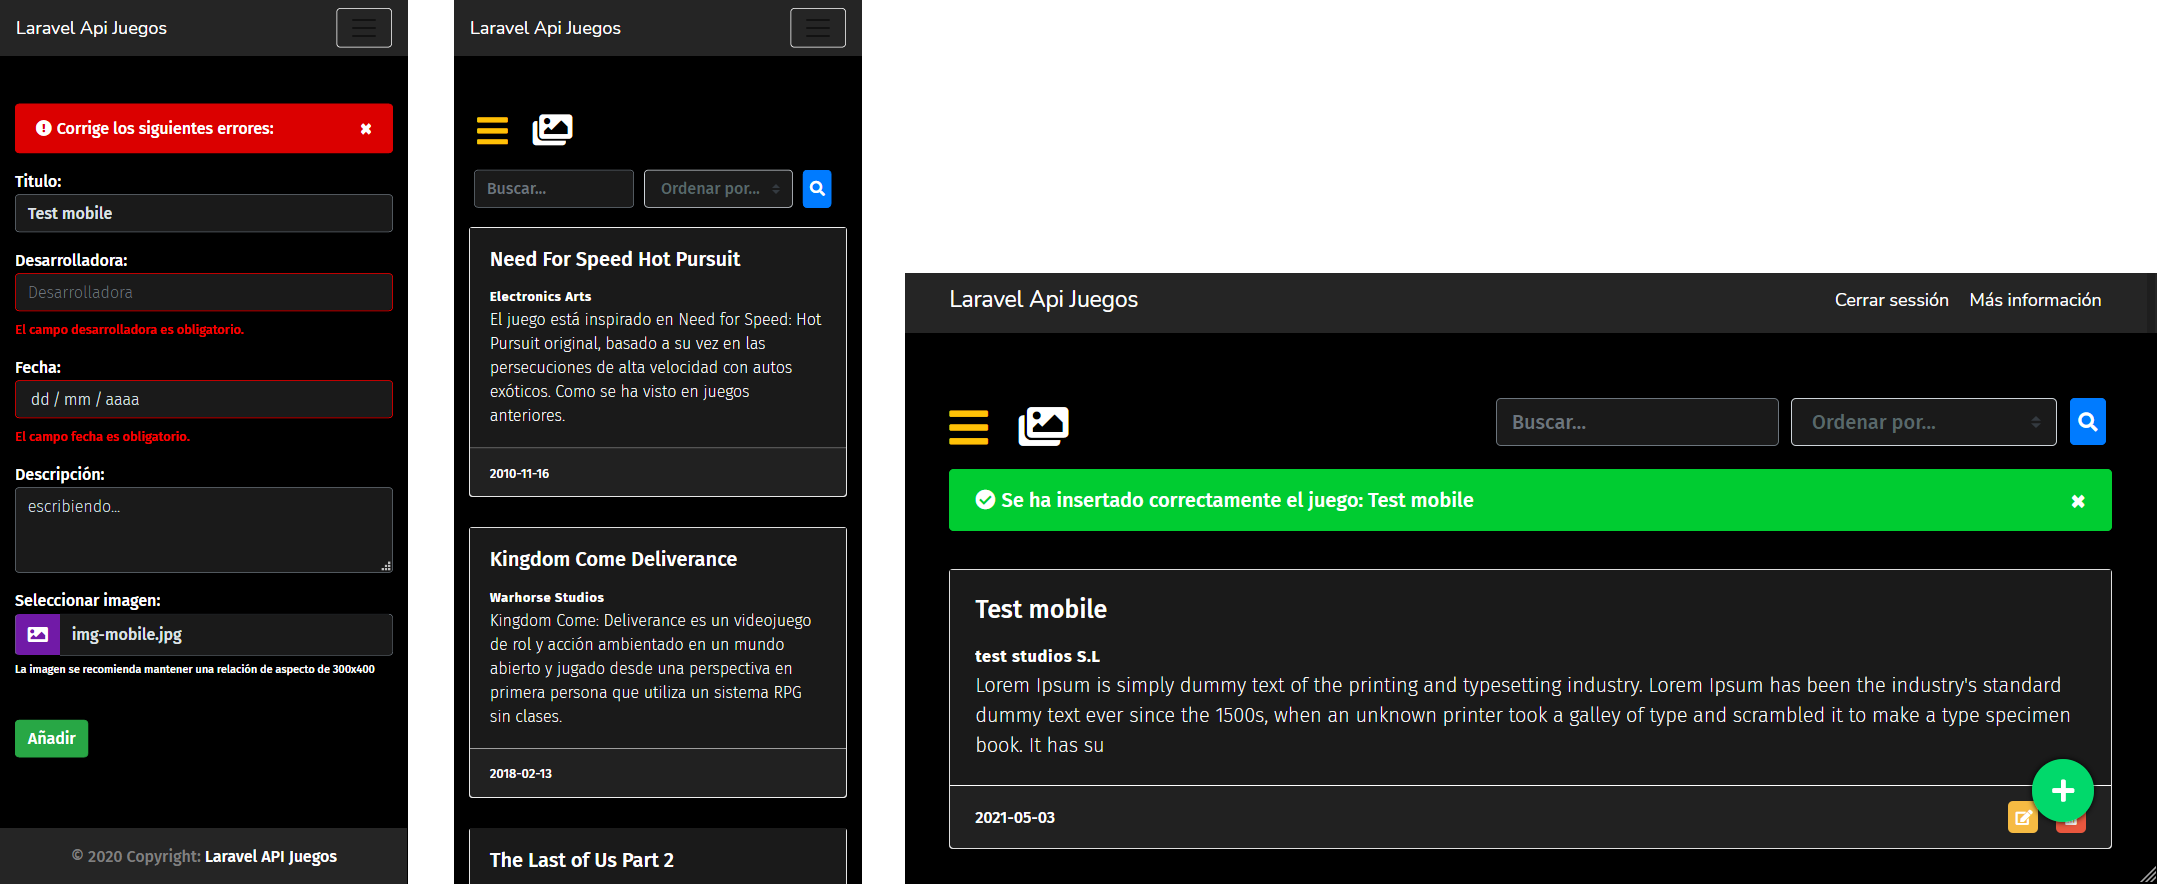 Laravel Api Juegos
Corrige los siguientes errores:
Titulo:
Test mobile
Desarrolladora:
Desarrolladora
El campo desarrolladora es obligatorio.
Fecha:
dd / mm / aaaa
El campo fecha es obligatorio.
Descripción:
escribiendo...
Seleccionar imagen:
img-mobile.jpg
La imagen se recomienda mantener una relación de aspecto de 300x400
Añadir
© 2020 Copyright: Laravel API Juegos
Laravel Api Juegos
Buscar... Ordenar por...
Need For Speed Hot Pursuit
Electronics Arts
El juego está inspirado en Need for Speed: Hot
Pursuit original, basado a su vez en las
persecuciones de alta velocidad con autos
exóticos. Como se ha visto en juegos
anteriores.
2010-11-16
Kingdom Come Deliverance
Warhorse Studios
Kingdom Come: Deliverance es un videojuego
de rol y acción ambientado en un mundo
abierto y jugado desde una perspectiva en
primera persona que utiliza un sistema RPG
sin clases.
2018-02-13
The Last of Us Part 2
Laravel Api Juegos Cerrar sesión Más información
Buscar... Ordenar por...
Se ha insertado correctamente el juego: Test mobile
Test mobile
test studios S.L
Lorem Ipsum is simply dummy text of the printing and typesetting industry. Lorem Ipsum has been the industry's standard
dummy text ever since the 1500s, when an unknown printer took a galley of type and scrambled it to make a type specimen
book. It has su
2021-05-03